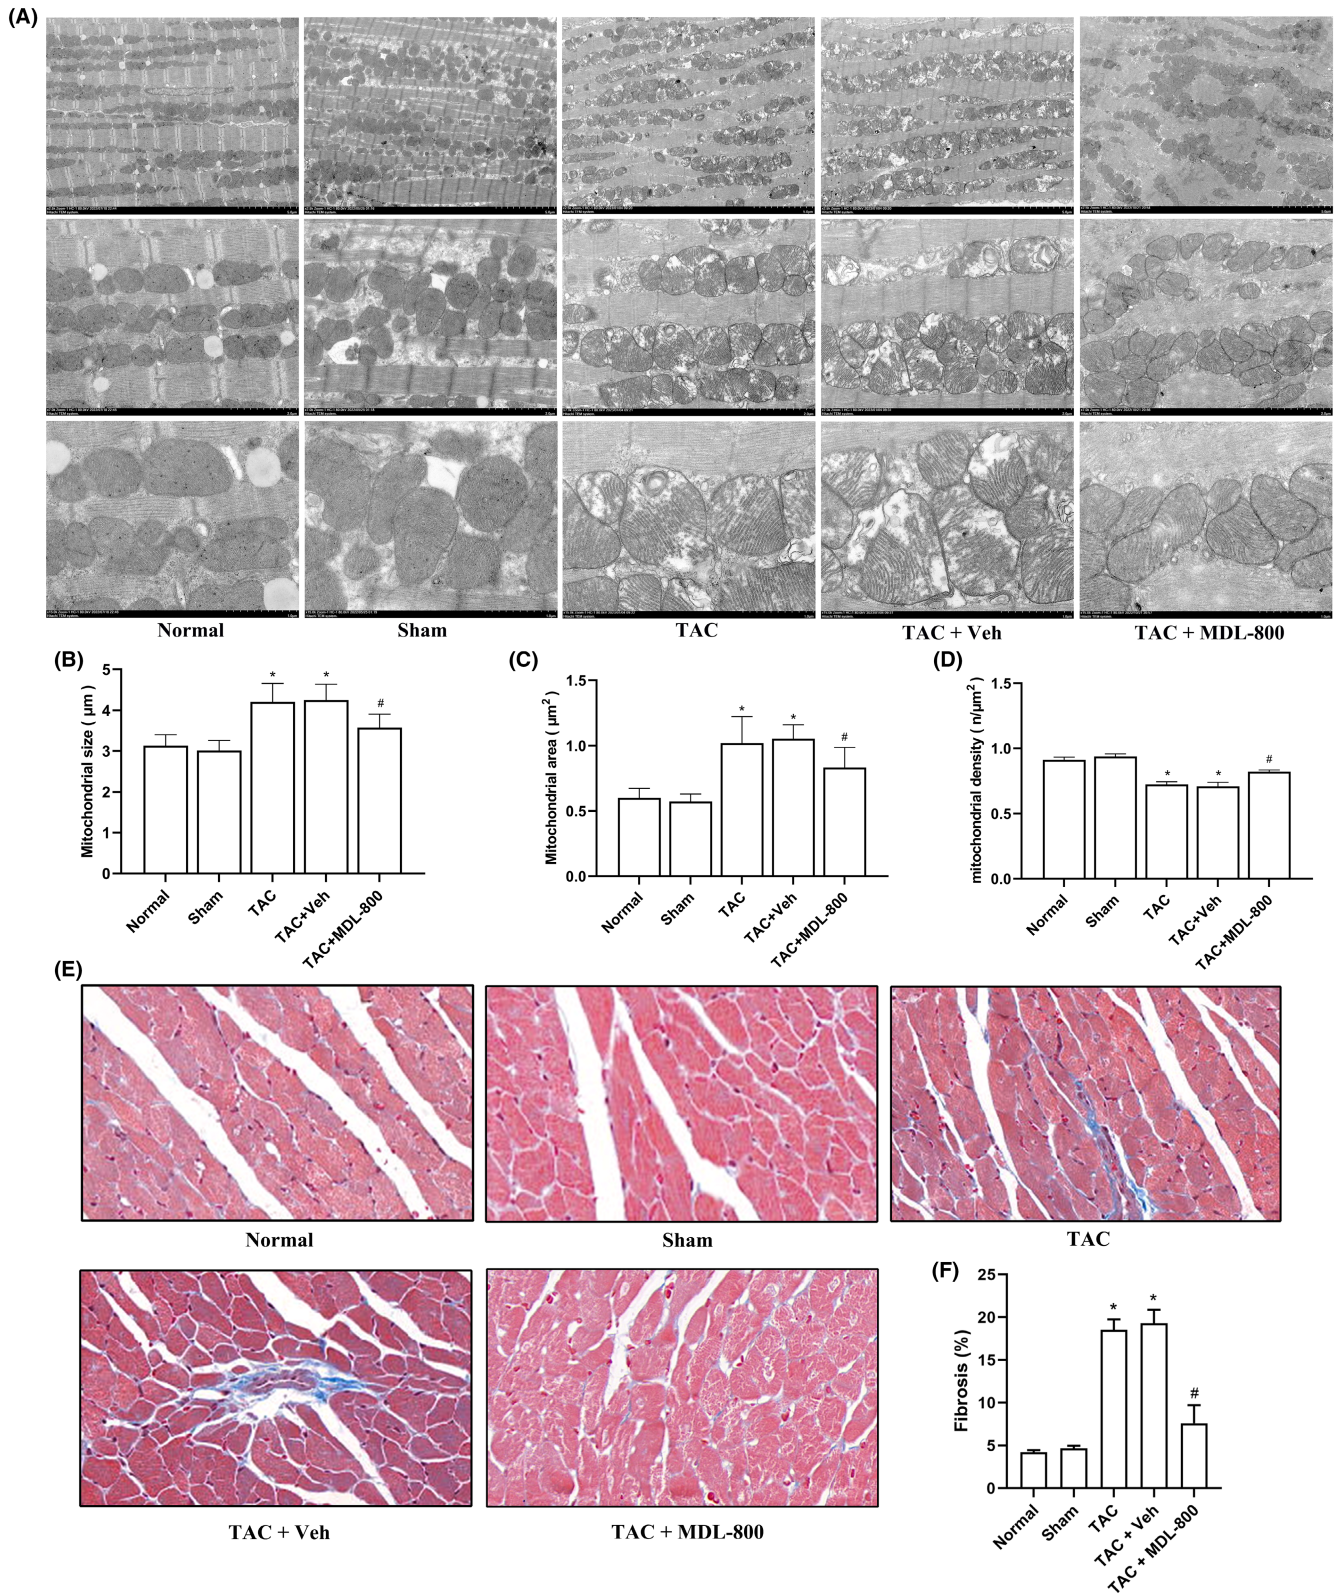 (A)
Normal
Sham
TAC
TAC + Veh
TAC + MDL-800
(B)
Mitochondrial size ( μm )
5
4
3
2
1
0
Normal
Sham
TAC
TAC+Veh
TAC+MDL-800
*
*
#
(C)
Mitochondrial area ( μm² )
1.5
1.0
0.5
0.0
Normal
Sham
TAC
TAC+Veh
TAC+MDL-800
*
*
#
(D)
mitochondrial density ( n/μm² )
1.5
1.0
0.5
0.0
Normal
Sham
TAC
TAC+Veh
TAC+MDL-800
*
*
#
(E)
Normal
Sham
TAC
TAC + Veh
TAC + MDL-800
(F)
Fibrosis (%)
25
20
15
10
5
0
Normal
Sham
TAC
TAC + Veh
TAC + MDL-800
*
*
#